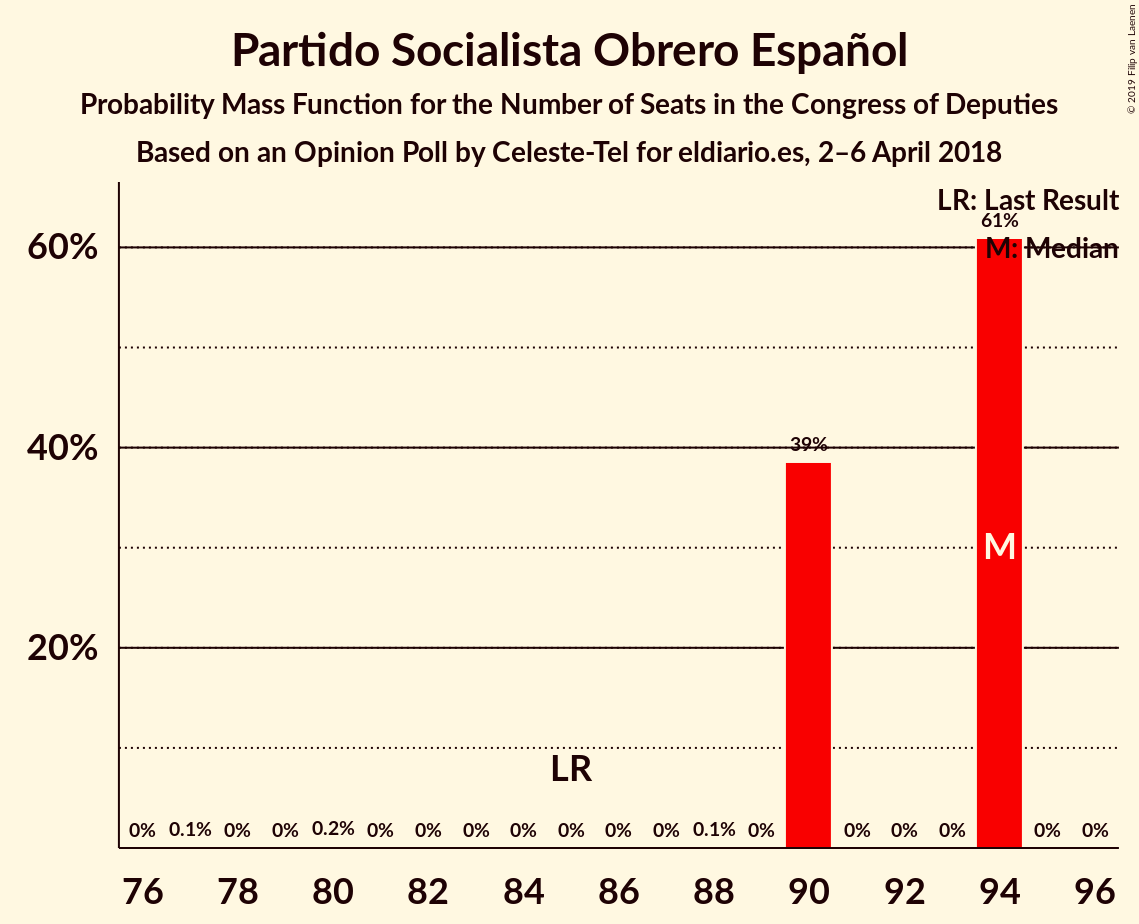 Partido Socialista Obrero Español
Probability Mass Function for the Number of Seats in the Congress of Deputies
Based on an Opinion Poll by Celeste-Tel for eldiario.es, 2–6 April 2018
© 2019 Filip van Laenen
LR: Last Result
M: Median
60%
40%
20%
61%
39%
M
LR
0% 0.1% 0% 0% 0.2% 0% 0% 0% 0% 0% 0% 0% 0.1% 0% 0% 0% 0% 0% 0%
76 78 80 82 84 86 88 90 92 94 96